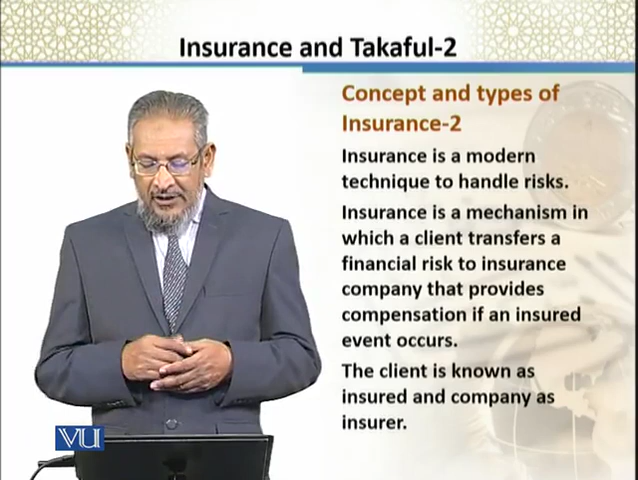 Insurance and Takaful-2
Concept and types of
Insurance-2
Insurance is a modern
technique to handle risks.
Insurance is a mechanism in
which a client transfers a
financial risk to insurance
company that provides
compensation if an insured
event occurs.
The client is known as
insured and company as
insurer.
VU